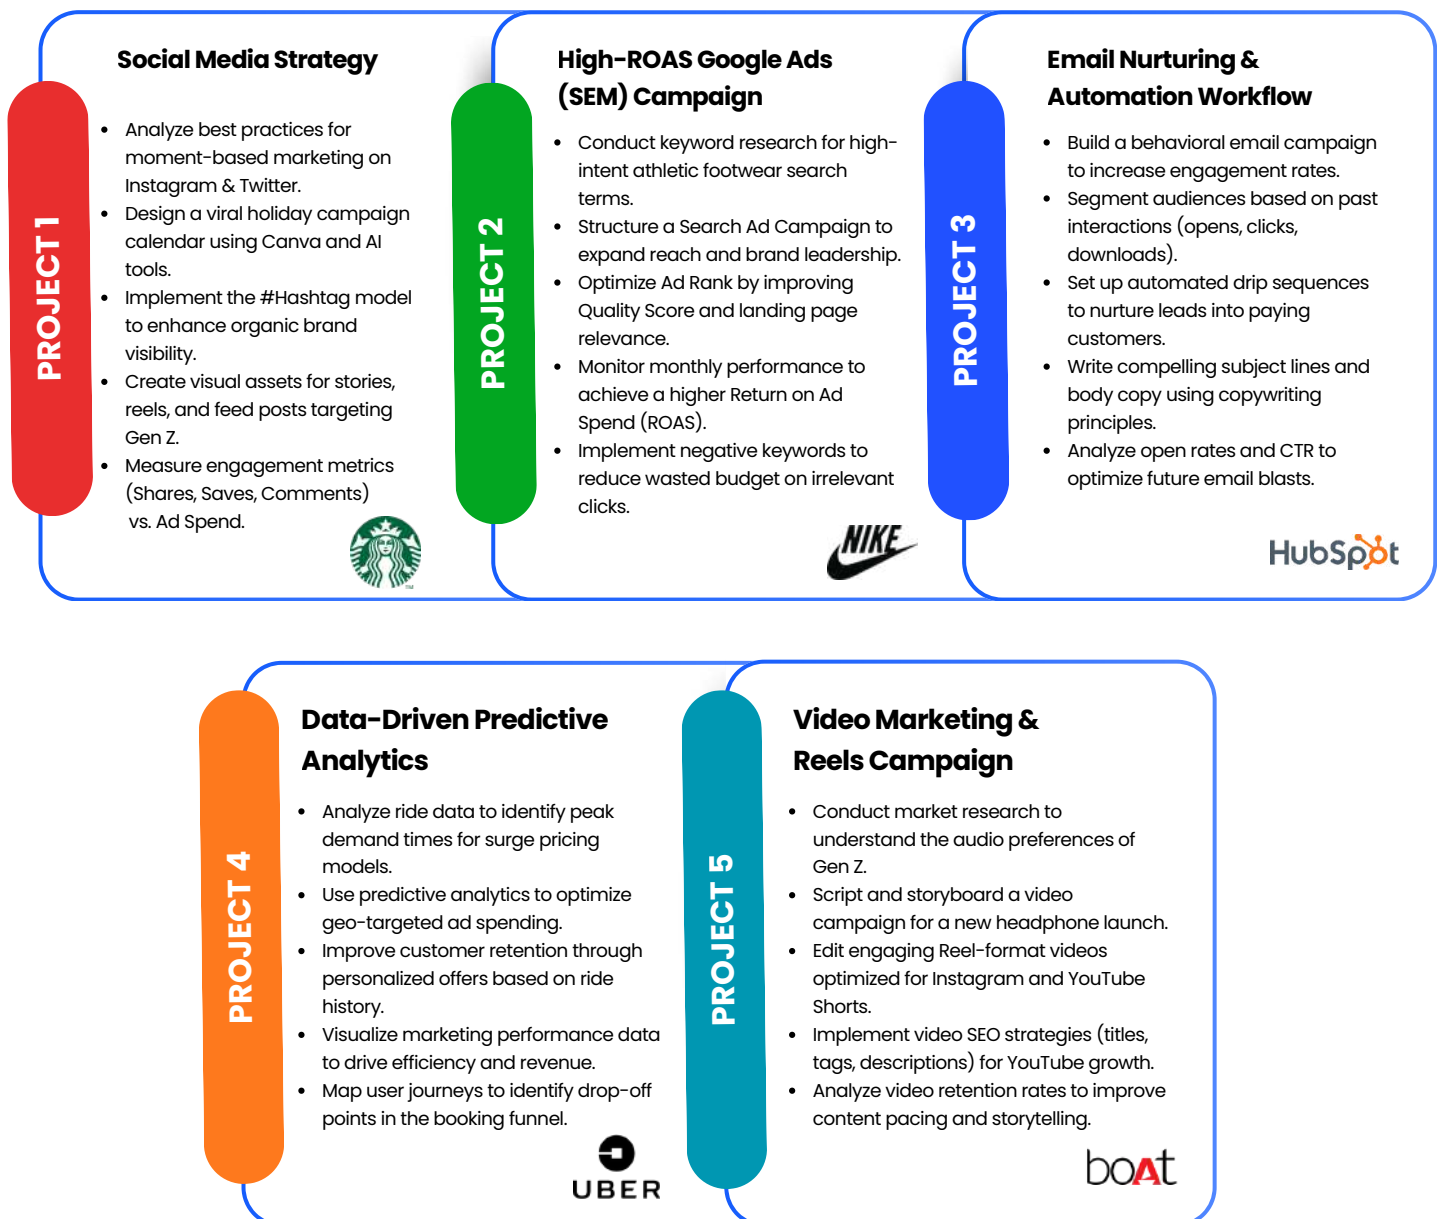 PROJECT 1
Social Media Strategy
• Analyze best practices for
moment-based marketing on
Instagram & Twitter.
• Design a viral holiday campaign
calendar using Canva and AI
tools.
• Implement the #Hashtag model
to enhance organic brand
visibility.
• Create visual assets for stories,
reels, and feed posts targeting
Gen Z.
• Measure engagement metrics
(Shares, Saves, Comments)
vs. Ad Spend.
TM
PROJECT 2
High-ROAS Google Ads
(SEM) Campaign
• Conduct keyword research for high-
intent athletic footwear search
terms.
• Structure a Search Ad Campaign to
expand reach and brand leadership.
• Optimize Ad Rank by improving
Quality Score and landing page
relevance.
• Monitor monthly performance to
achieve a higher Return on Ad
Spend (ROAS).
• Implement negative keywords to
reduce wasted budget on irrelevant
clicks.
NIKE
PROJECT 3
Email Nurturing &
Automation Workflow
• Build a behavioral email campaign
to increase engagement rates.
• Segment audiences based on past
interactions (opens, clicks,
downloads).
• Set up automated drip sequences
to nurture leads into paying
customers.
• Write compelling subject lines and
body copy using copywriting
principles.
• Analyze open rates and CTR to
optimize future email blasts.
HubSpot
PROJECT 4
Data-Driven Predictive
Analytics
• Analyze ride data to identify peak
demand times for surge pricing
models.
• Use predictive analytics to optimize
geo-targeted ad spending.
• Improve customer retention through
personalized offers based on ride
history.
• Visualize marketing performance data
to drive efficiency and revenue.
• Map user journeys to identify drop-off
points in the booking funnel.
UBER
PROJECT 5
Video Marketing &
Reels Campaign
• Conduct market research to
understand the audio preferences of
Gen Z.
• Script and storyboard a video
campaign for a new headphone launch.
• Edit engaging Reel-format videos
optimized for Instagram and YouTube
Shorts.
• Implement video SEO strategies (titles,
tags, descriptions) for YouTube growth.
• Analyze video retention rates to improve
content pacing and storytelling.
boAt